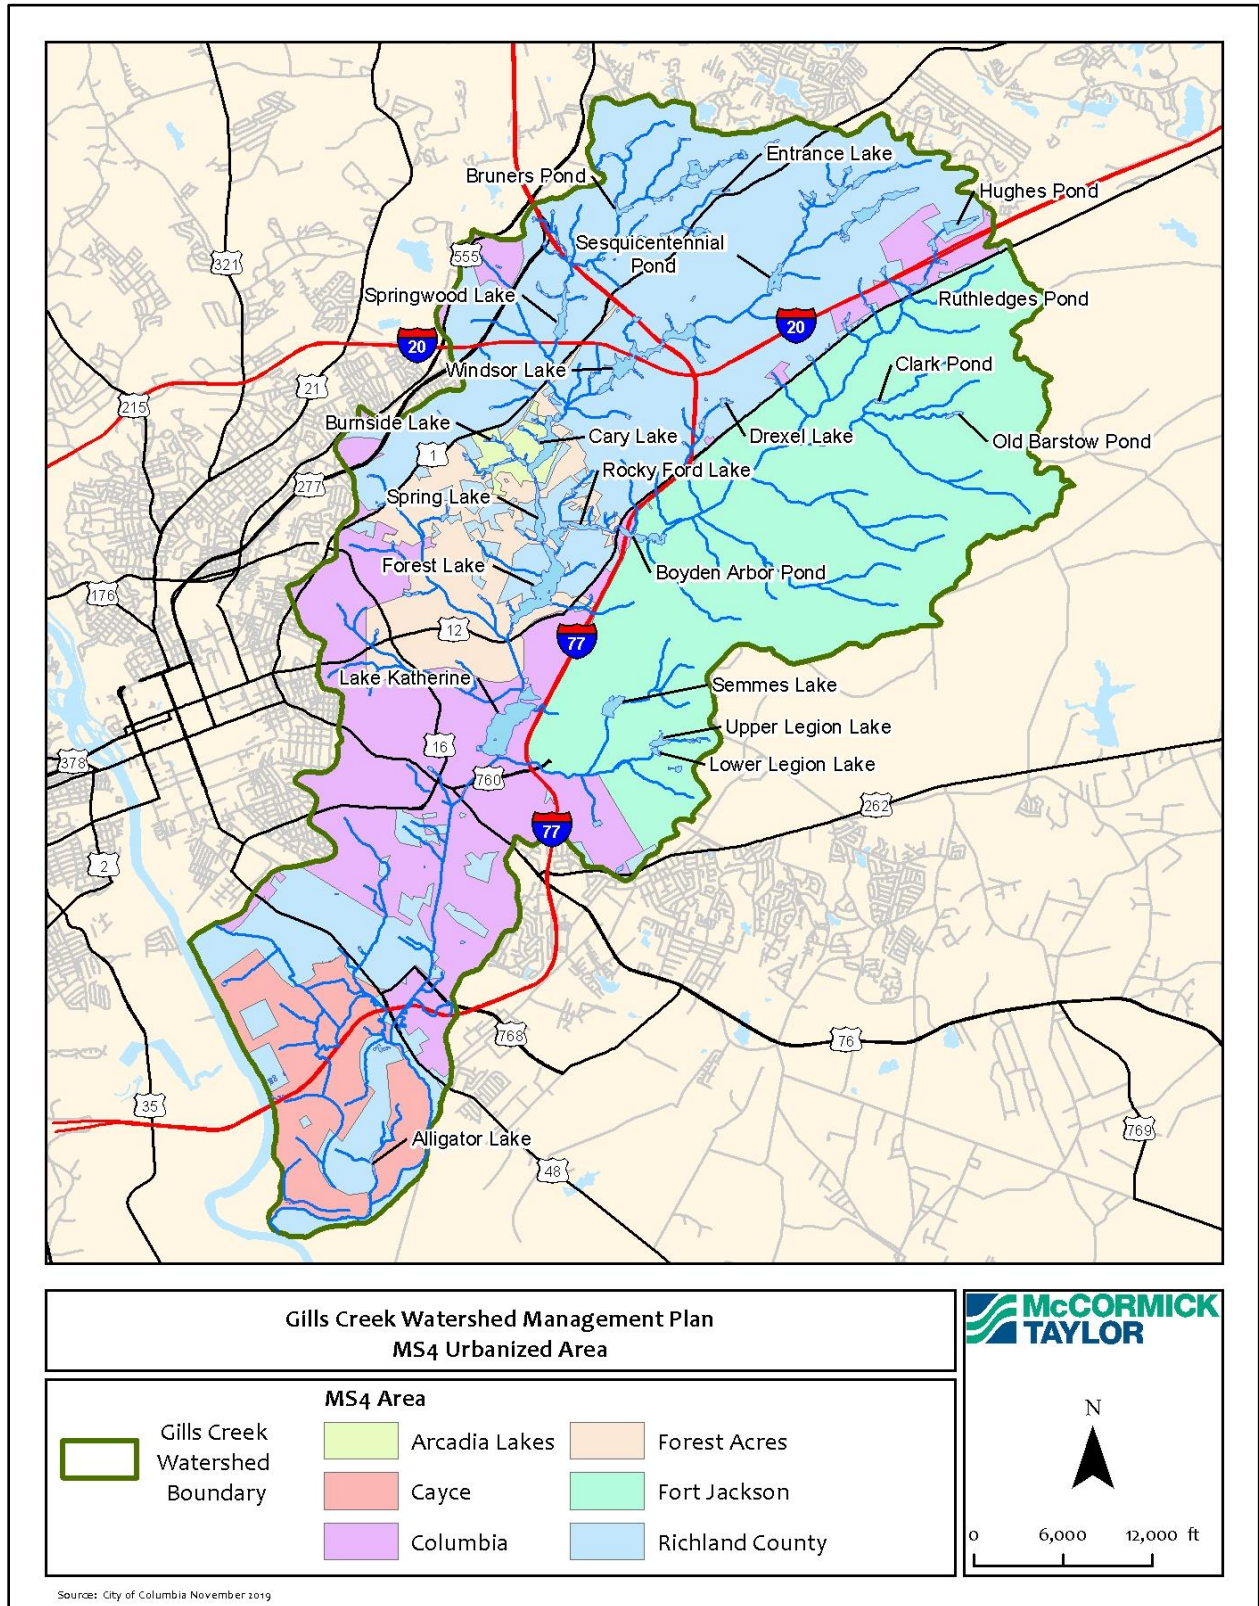 Entrance Lake
Bruners Pond
Hughes Pond
Sesquicentennial
Pond
555
321
Springwood Lake
Ruthledges Pond
20
20
Windsor Lake
Clark Pond
21
215
Burnside Lake
Cary Lake
Drexel Lake
Old Barstow Pond
1
Rocky Ford Lake
277
Spring Lake
Forest Lake
Boyden Arbor Pond
176
12
77
Lake Katherine
Semmes Lake
Upper Legion Lake
16
Lower Legion Lake
378
760
262
77
2
768
76
35
769
Alligator Lake
48
Gills Creek Watershed Management Plan
MS4 Urbanized Area
McCORMICK
TAYLOR
MS4 Area
Gills Creek
Watershed
Boundary
Arcadia Lakes
Forest Acres
Cayce
Fort Jackson
Columbia
Richland County
N
0 6,000 12,000 ft
Source: City of Columbia November 2019